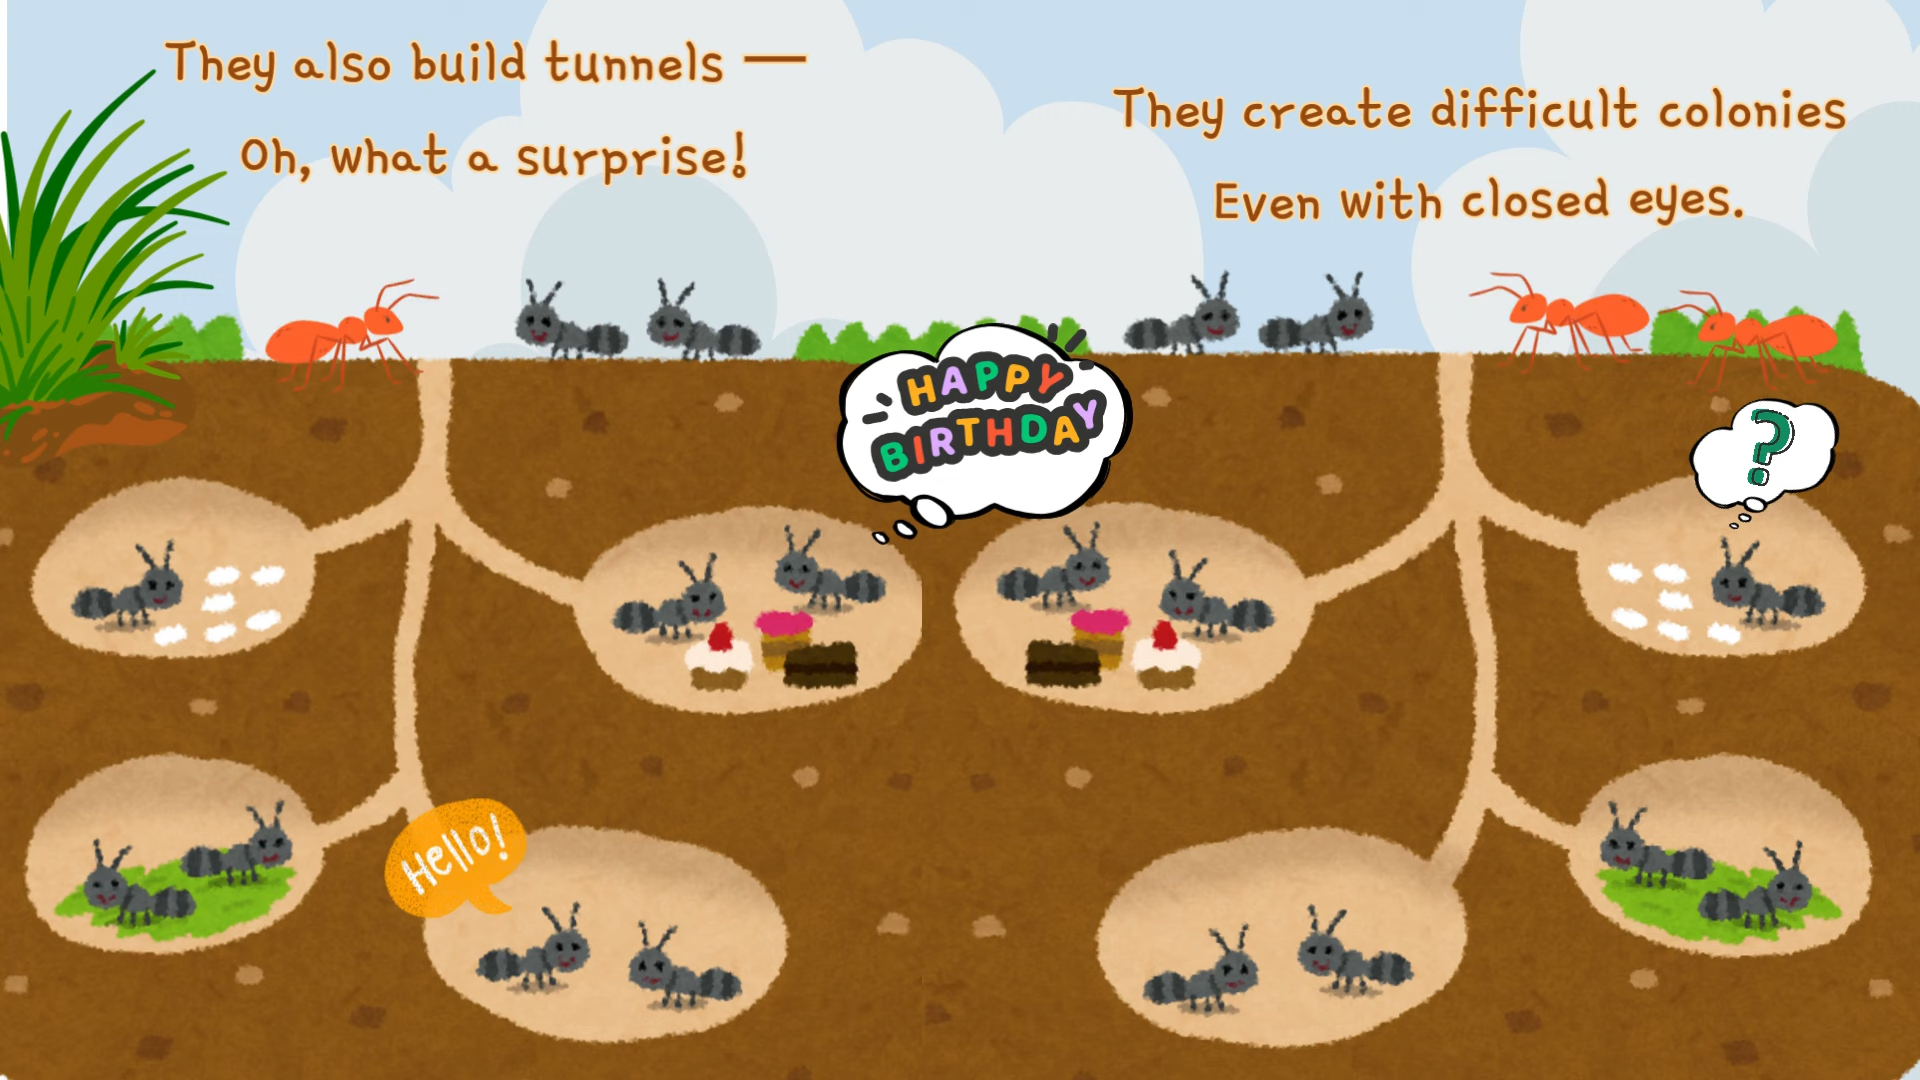 They also build tunnels —
Oh, what a surprise!
They create difficult colonies
Even with closed eyes.
HAPPY
BIRTHDAY
?
Hello!